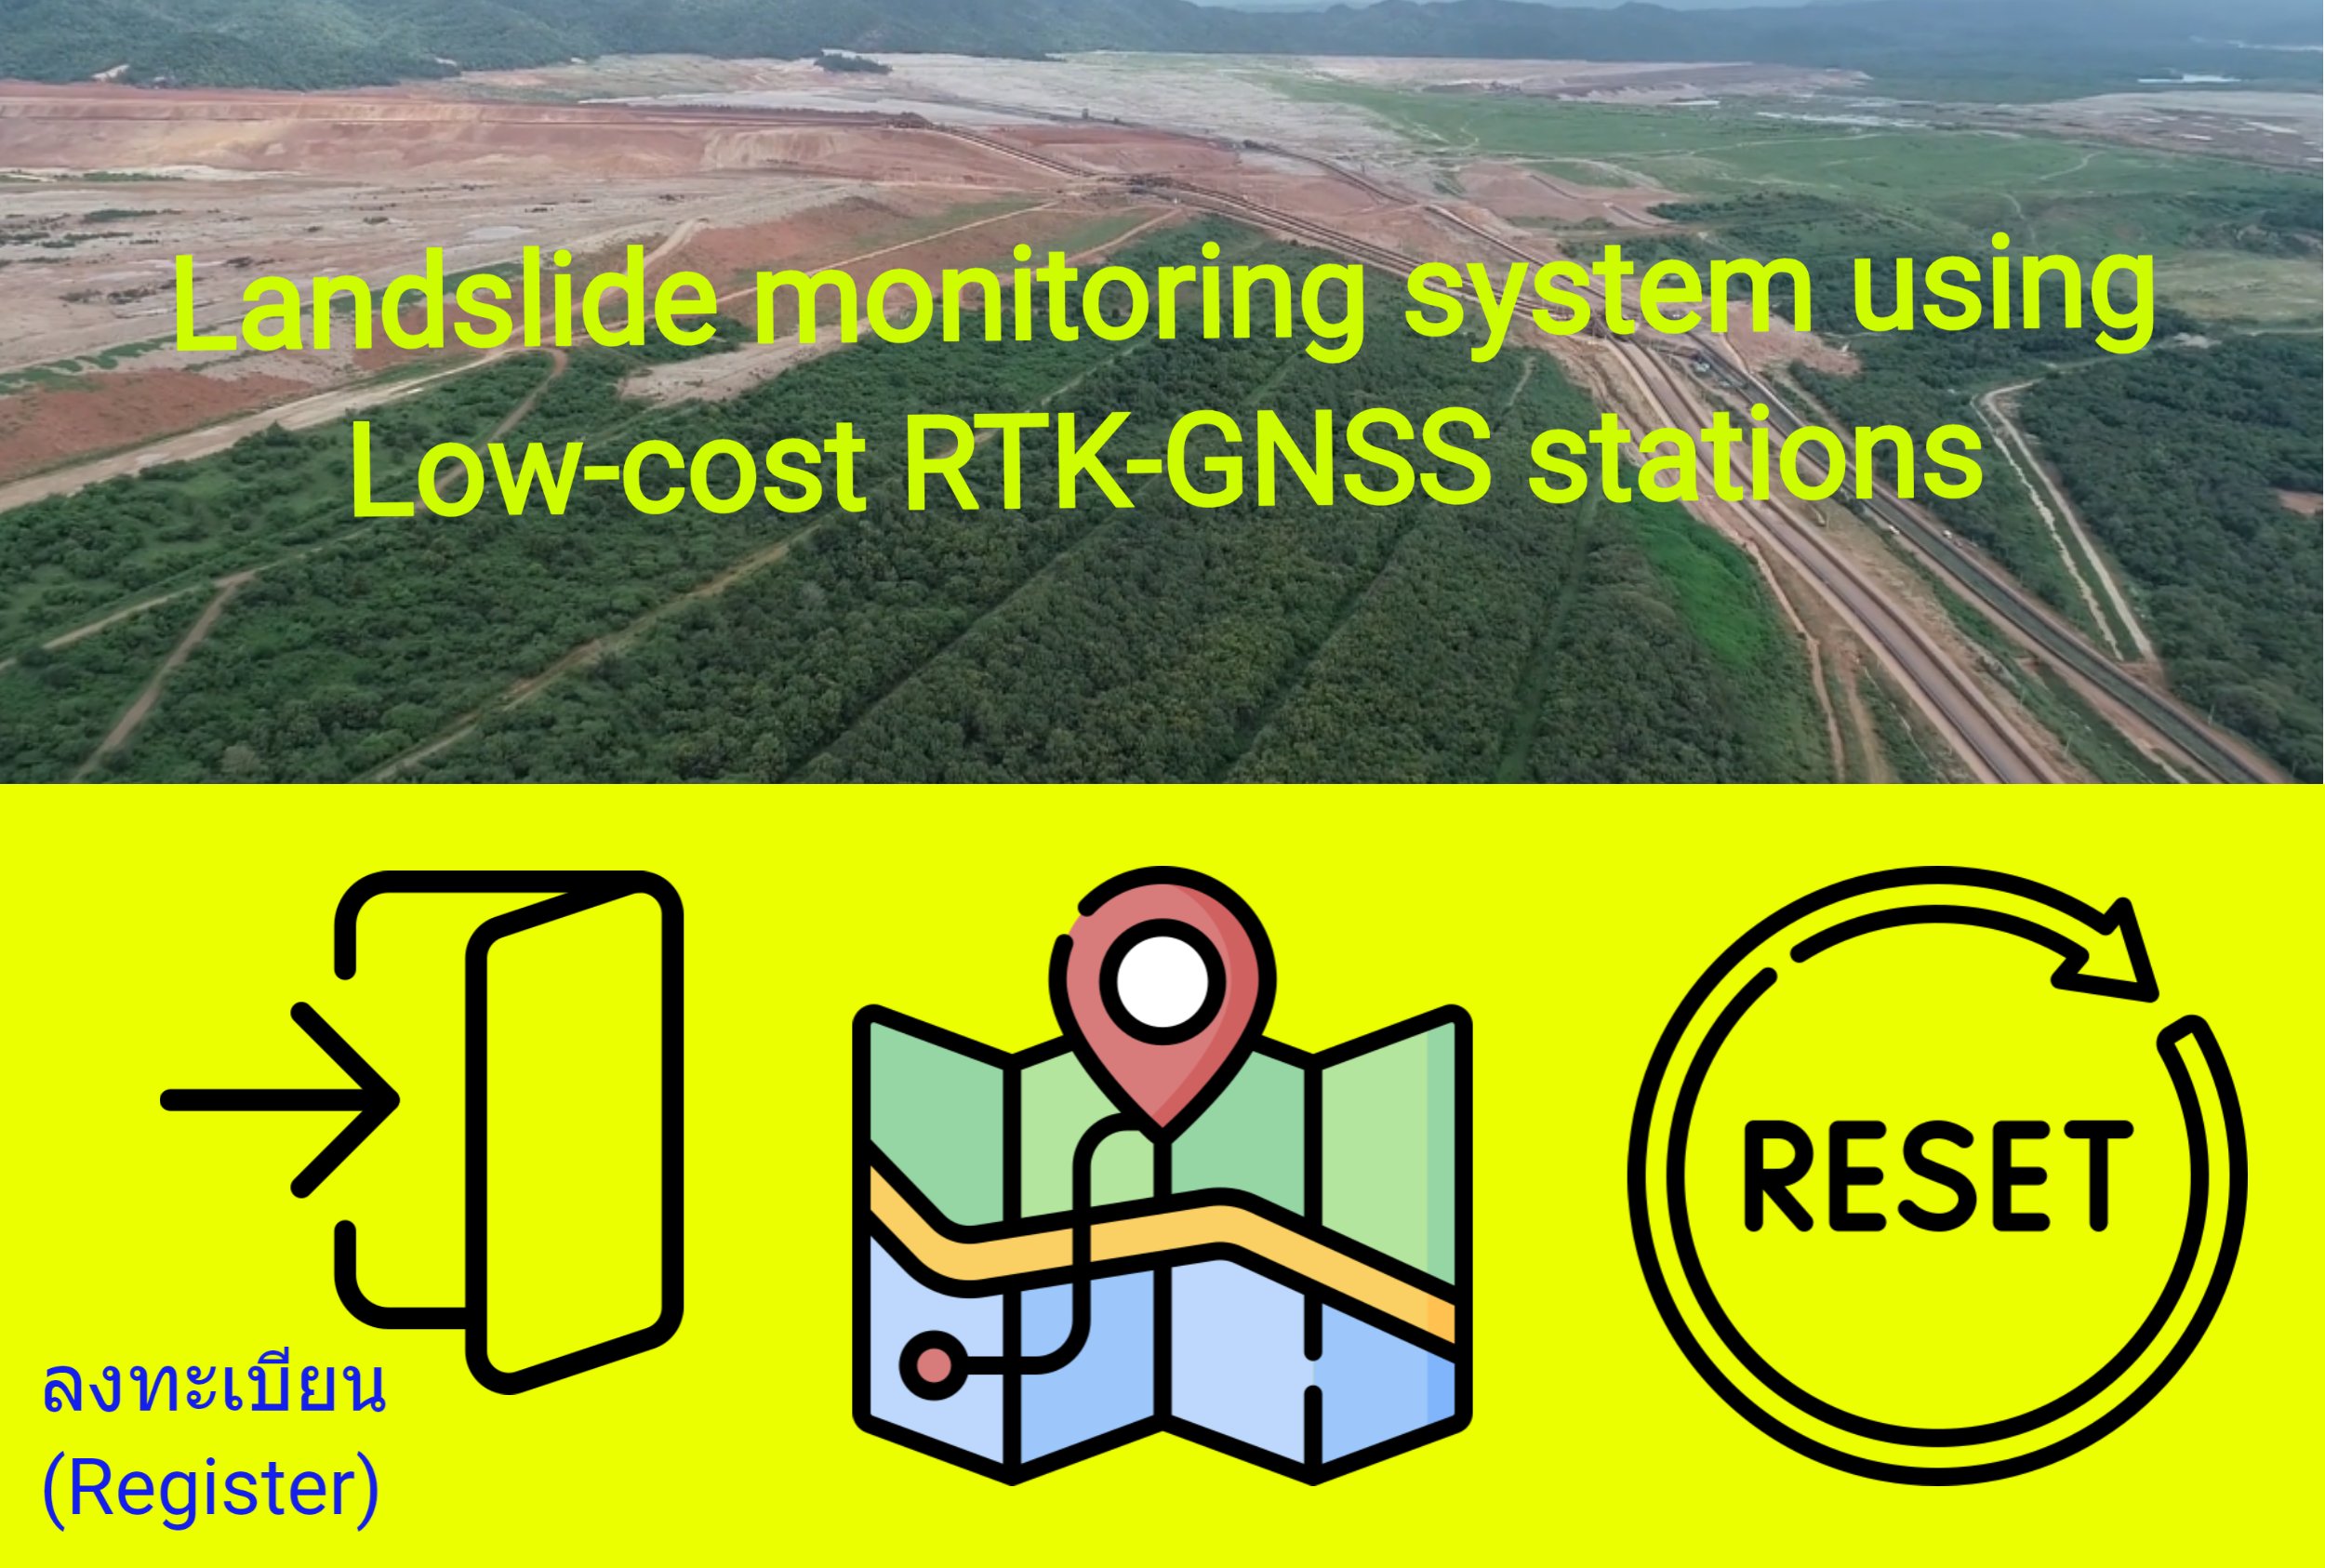 Landslide monitoring system using
Low-cost RTK-GNSS stations
RESET
ลงทะเบียน
(Register)